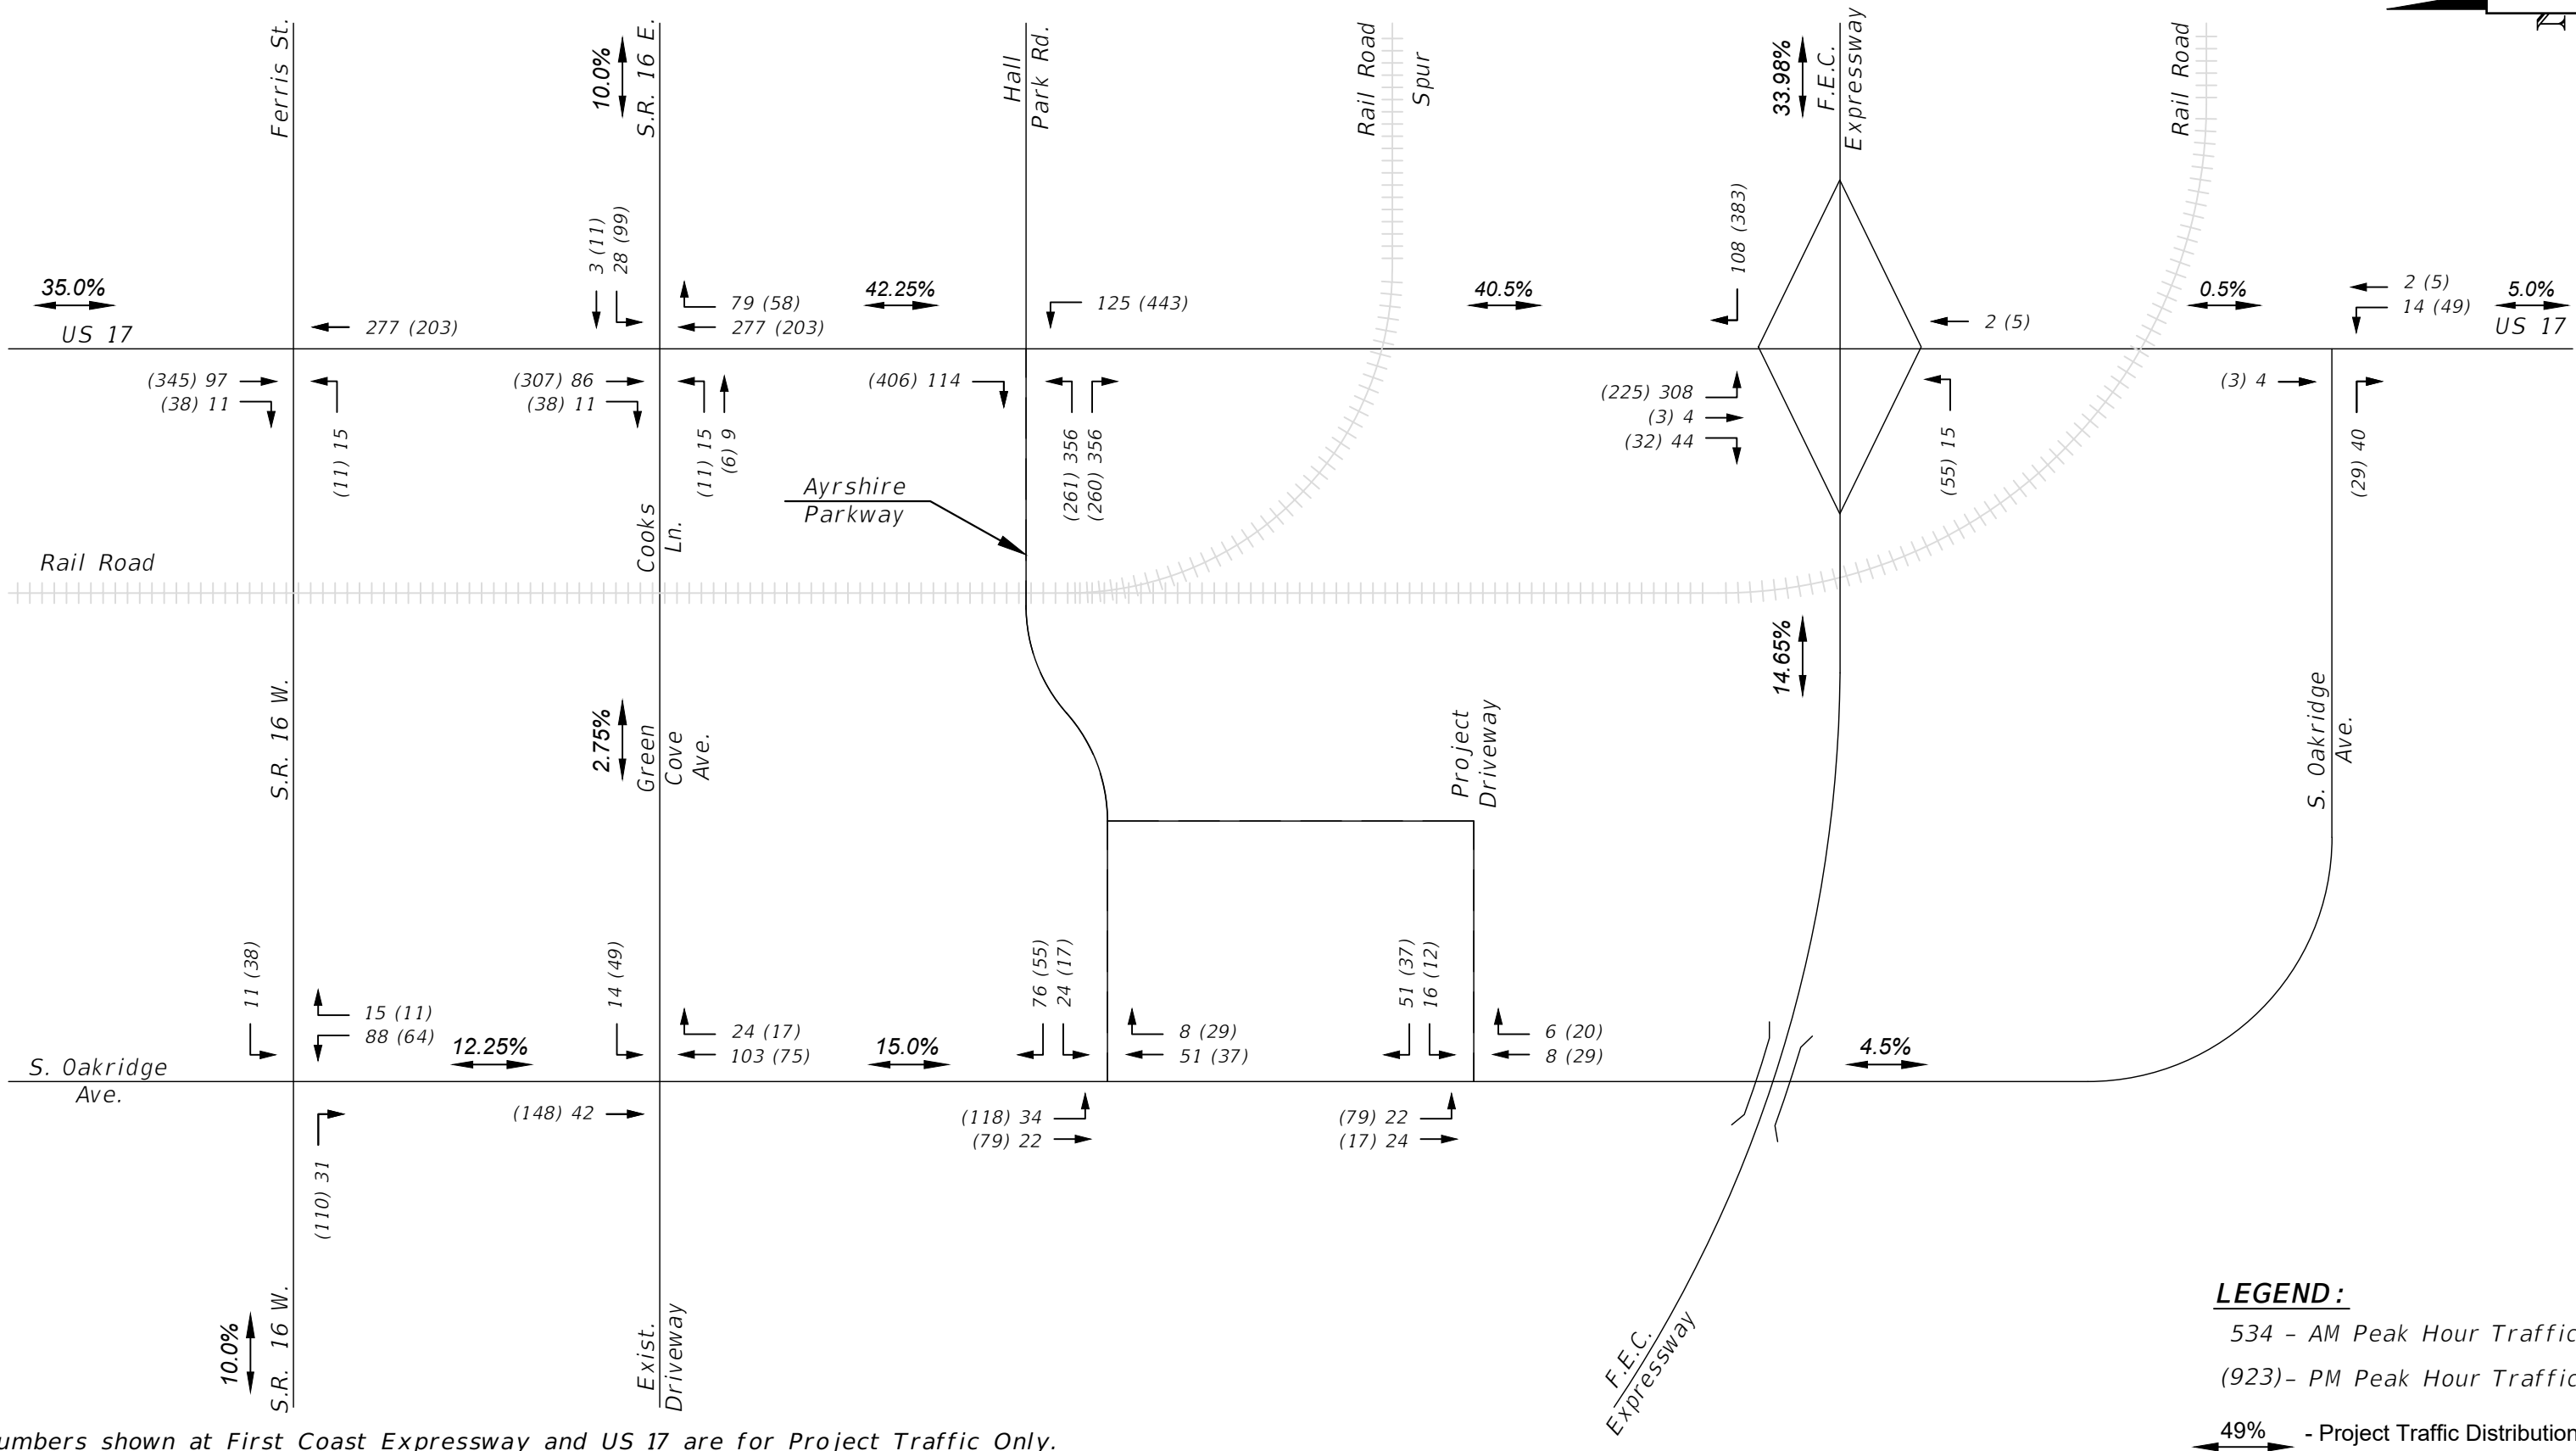 Ferris St.
10.0%
S.R. 16 E.
Hall
Park Rd.
Rail Road
Spur
33.98%
F.E.C.
Expressway
Rail Road
35.0%
US 17
277 (203)
3 (11)
28 (99)
79 (58)
277 (203)
42.25%
125 (443)
40.5%
108 (383)
2 (5)
0.5%
2 (5)
14 (49)
5.0%
US 17
(345) 97
(38) 11
(11) 15
(307) 86
(38) 11
(11) 15
(6) 9
(406) 114
(261) 356
(260) 356
(225) 308
(3) 4
(32) 44
(55) 15
(3) 4
(29) 40
Ayrshire
Parkway
Rail Road
Cooks
Ln.
S.R. 16 W.
2.75%
Green
Cove
Ave.
Project
Driveway
14.65%
S. Oakridge
Ave.
11 (38)
15 (11)
88 (64)
12.25%
14 (49)
24 (17)
103 (75)
15.0%
76 (55)
24 (17)
8 (29)
51 (37)
51 (37)
16 (12)
6 (20)
8 (29)
4.5%
S. Oakridge
Ave.
(110) 31
(148) 42
(118) 34
(79) 22
(79) 22
(17) 24
10.0%
S.R. 16 W.
Exist.
Driveway
F.E.C.
Expressway
LEGEND:
534 - AM Peak Hour Traffic
(923)- PM Peak Hour Traffic
49% - Project Traffic Distribution
umbers shown at First Coast Expressway and US 17 are for Project Traffic Only.